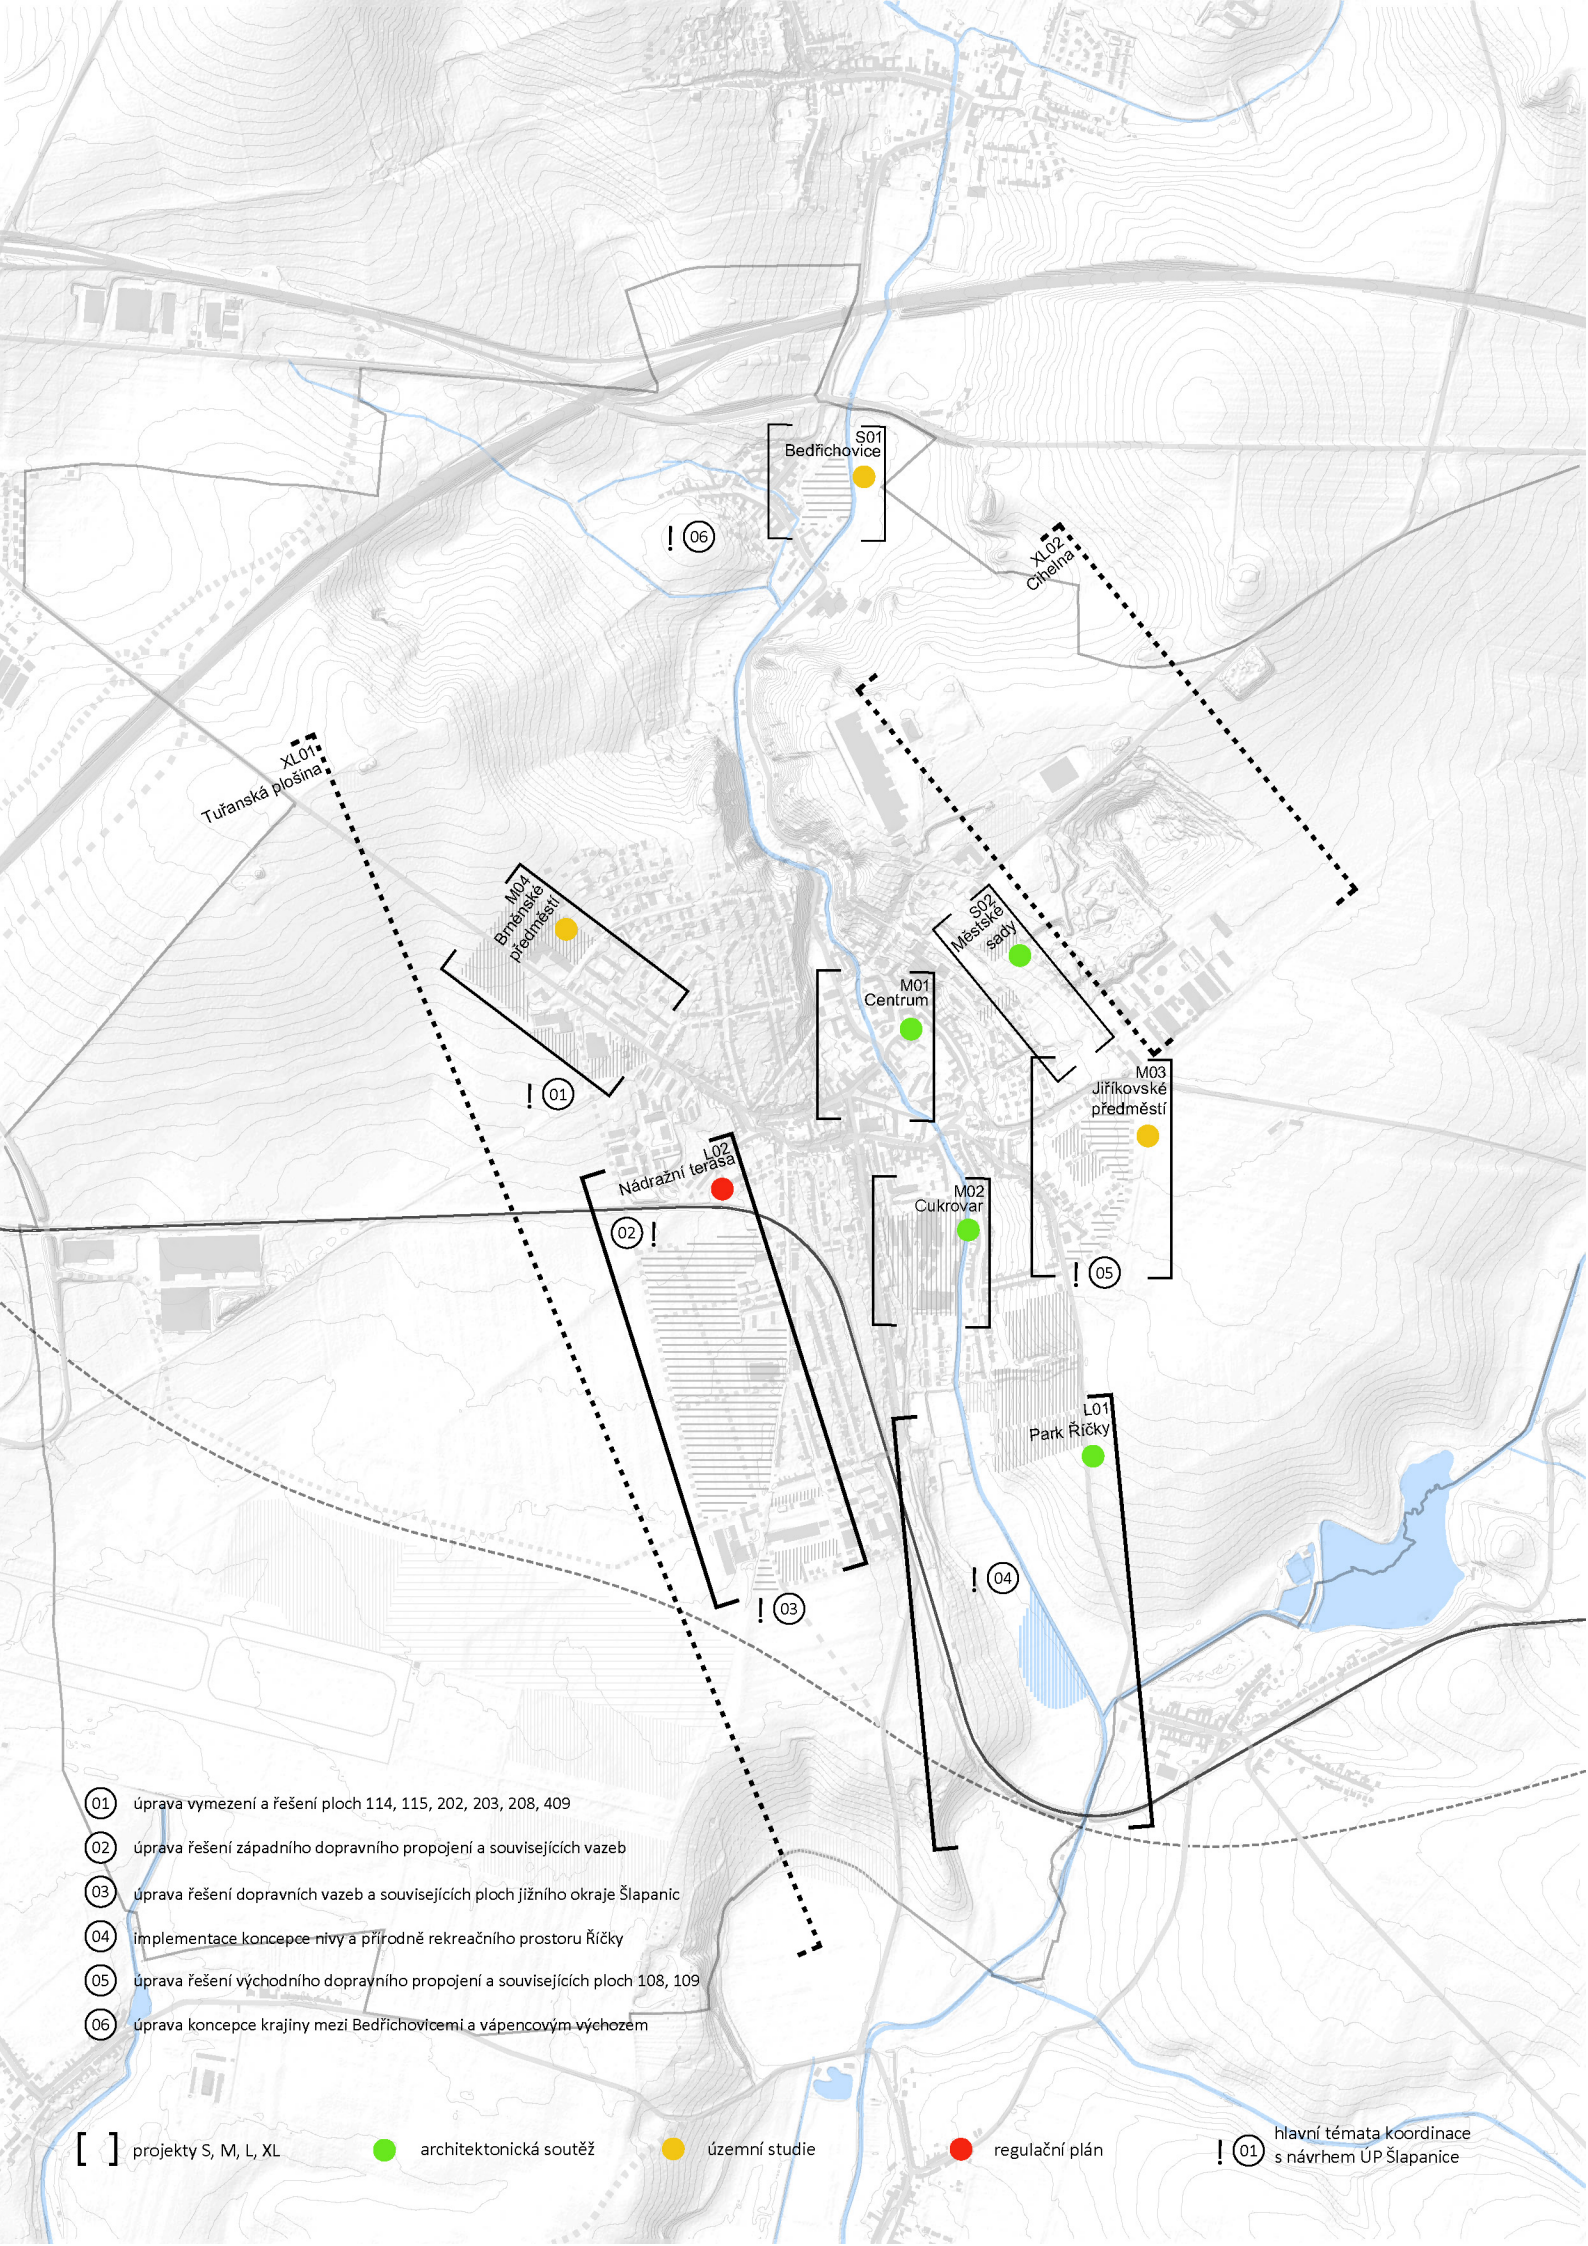 S01
Bedřichovice
! 06
XL02
Cihelna
XL01
Tuřanská plošina
M04
Brněnské
předměstí
S02
Městské
sady
M01
Centrum
! 01
M03
Jiříkovské
předměstí
L02
Nádražní terasa
02 !
M02
Cukrovar
! 05
L01
Park Říčky
! 04
! 03
01 úprava vymezení a řešení ploch 114, 115, 202, 203, 208, 409
02 úprava řešení západního dopravního propojení a souvisejících vazeb
03 úprava řešení dopravních vazeb a souvisejících ploch jižního okraje Šlapanic
04 implementace koncepce nivy a přírodně rekreačního prostoru Říčky
05 úprava řešení východního dopravního propojení a souvisejících ploch 108, 109
06 úprava koncepce krajiny mezi Bedřichovicemi a vápencovým výchozem
[ ] projekty S, M, L, XL
architektonická soutěž
územní studie
regulační plán
! 01 hlavní témata koordinace
s návrhem ÚP Šlapanice